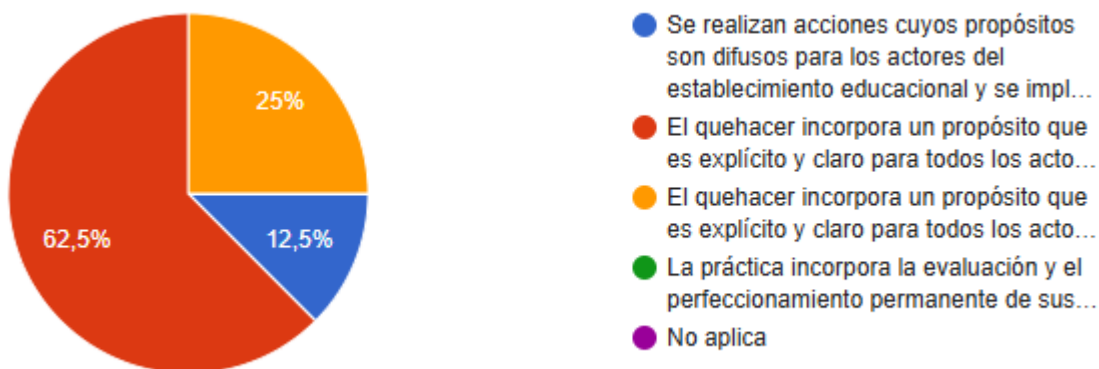 25%
62,5%
12,5%
Se realizan acciones cuyos propósitos
son difusos para los actores del
establecimiento educacional y se impl...
El quehacer incorpora un propósito que
es explícito y claro para todos los acto...
El quehacer incorpora un propósito que
es explícito y claro para todos los acto...
La práctica incorpora la evaluación y el
perfeccionamiento permanente de sus...
No aplica